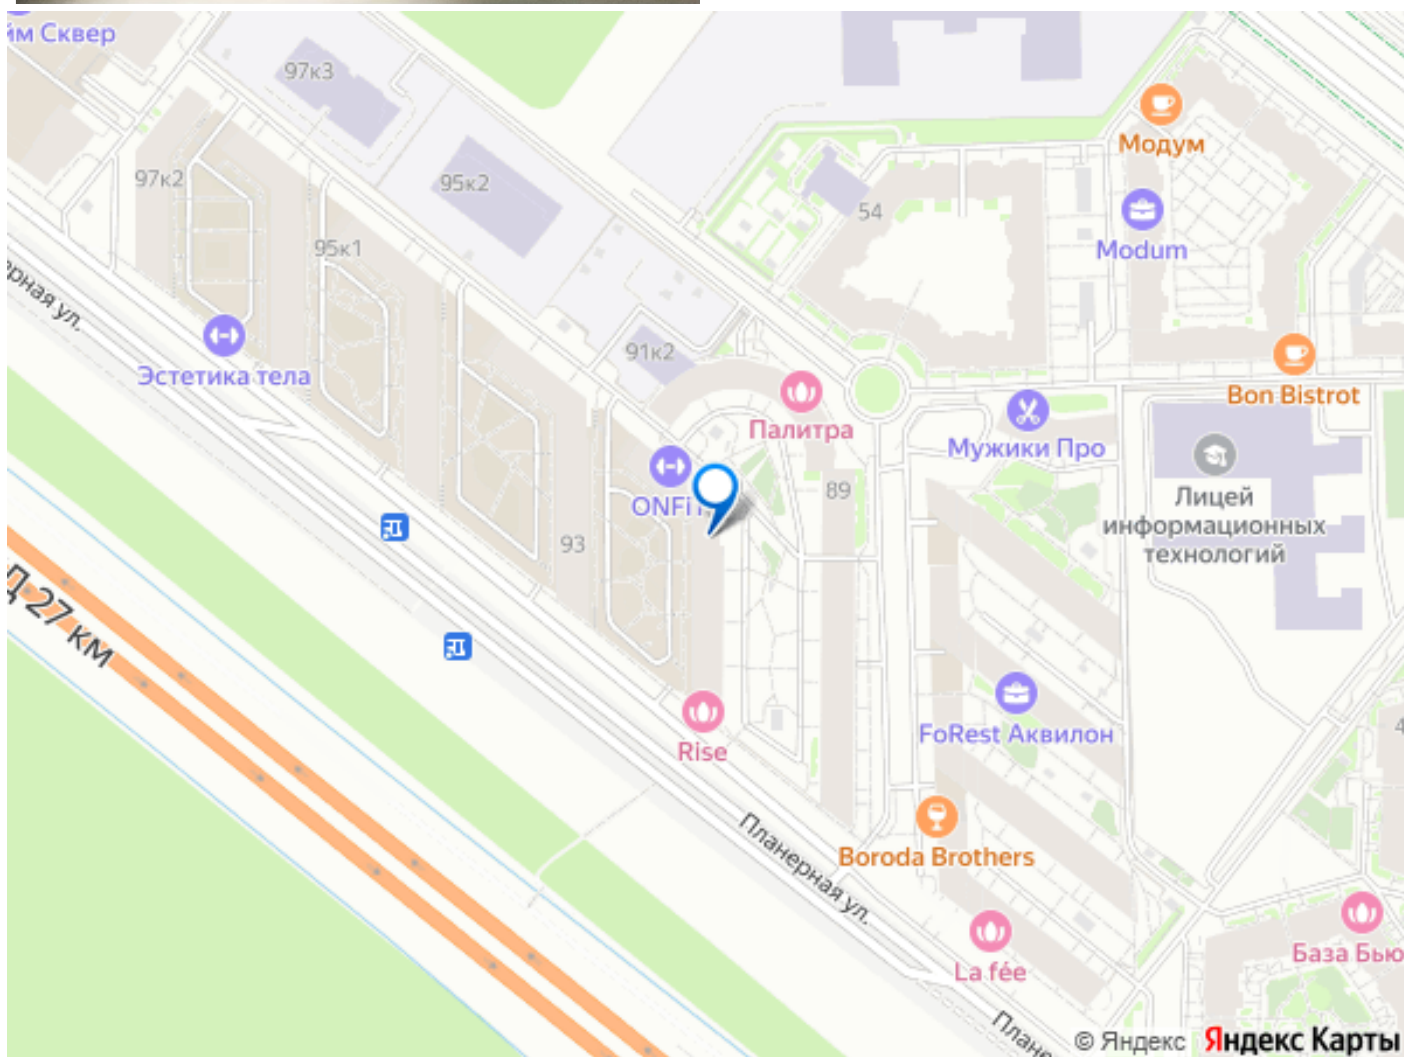 йм Сквер
97к3
Модум
97к2
95к2
54
Modum
95к1
рная ул.
91к2
Эстетика тела
Bon Bistrot
Палитра
Мужики Про
ONFiT
89
Лицей
информационных
технологий
93
Д 27 км
FoRest Аквилон
Rise
4
Планерная ул.
Boroda Brothers
La fée
База Бью
Плане
© Яндекс Яндекс Карты